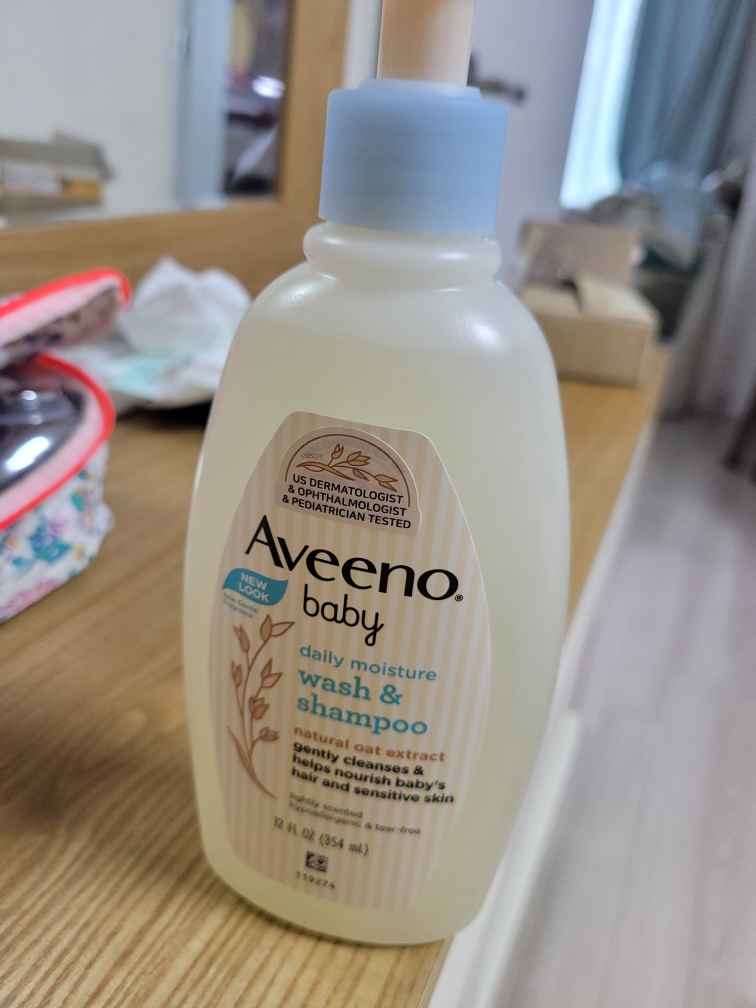 US DERMATOLOGIST
& OPHTHALMOLOGIST
& PEDIATRICIAN TESTED
Aveeno®
baby
NEW
LOOK
daily moisture
wash &
shampoo
natural oat extract
gently cleanses &
helps nourish baby's
hair and sensitive skin
lightly scented
hypoallergenic & tear-free
12 FL OZ (354 mL)
119274